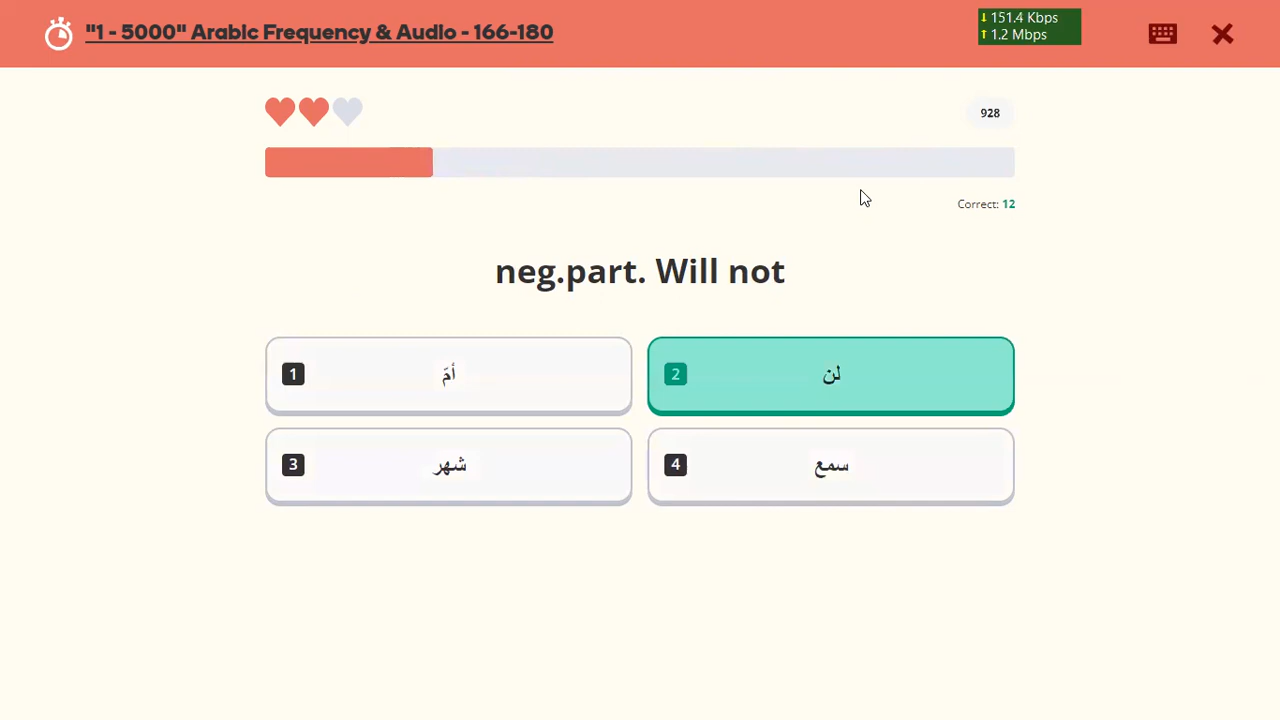 "1 - 5000" Arabic Frequency & Audio - 166-180
↓ 151.4 Kbps
↑ 1.2 Mbps
928
Correct: 12
neg.part. Will not
1 أمّ
2 لن
3 شهر
4 سمع